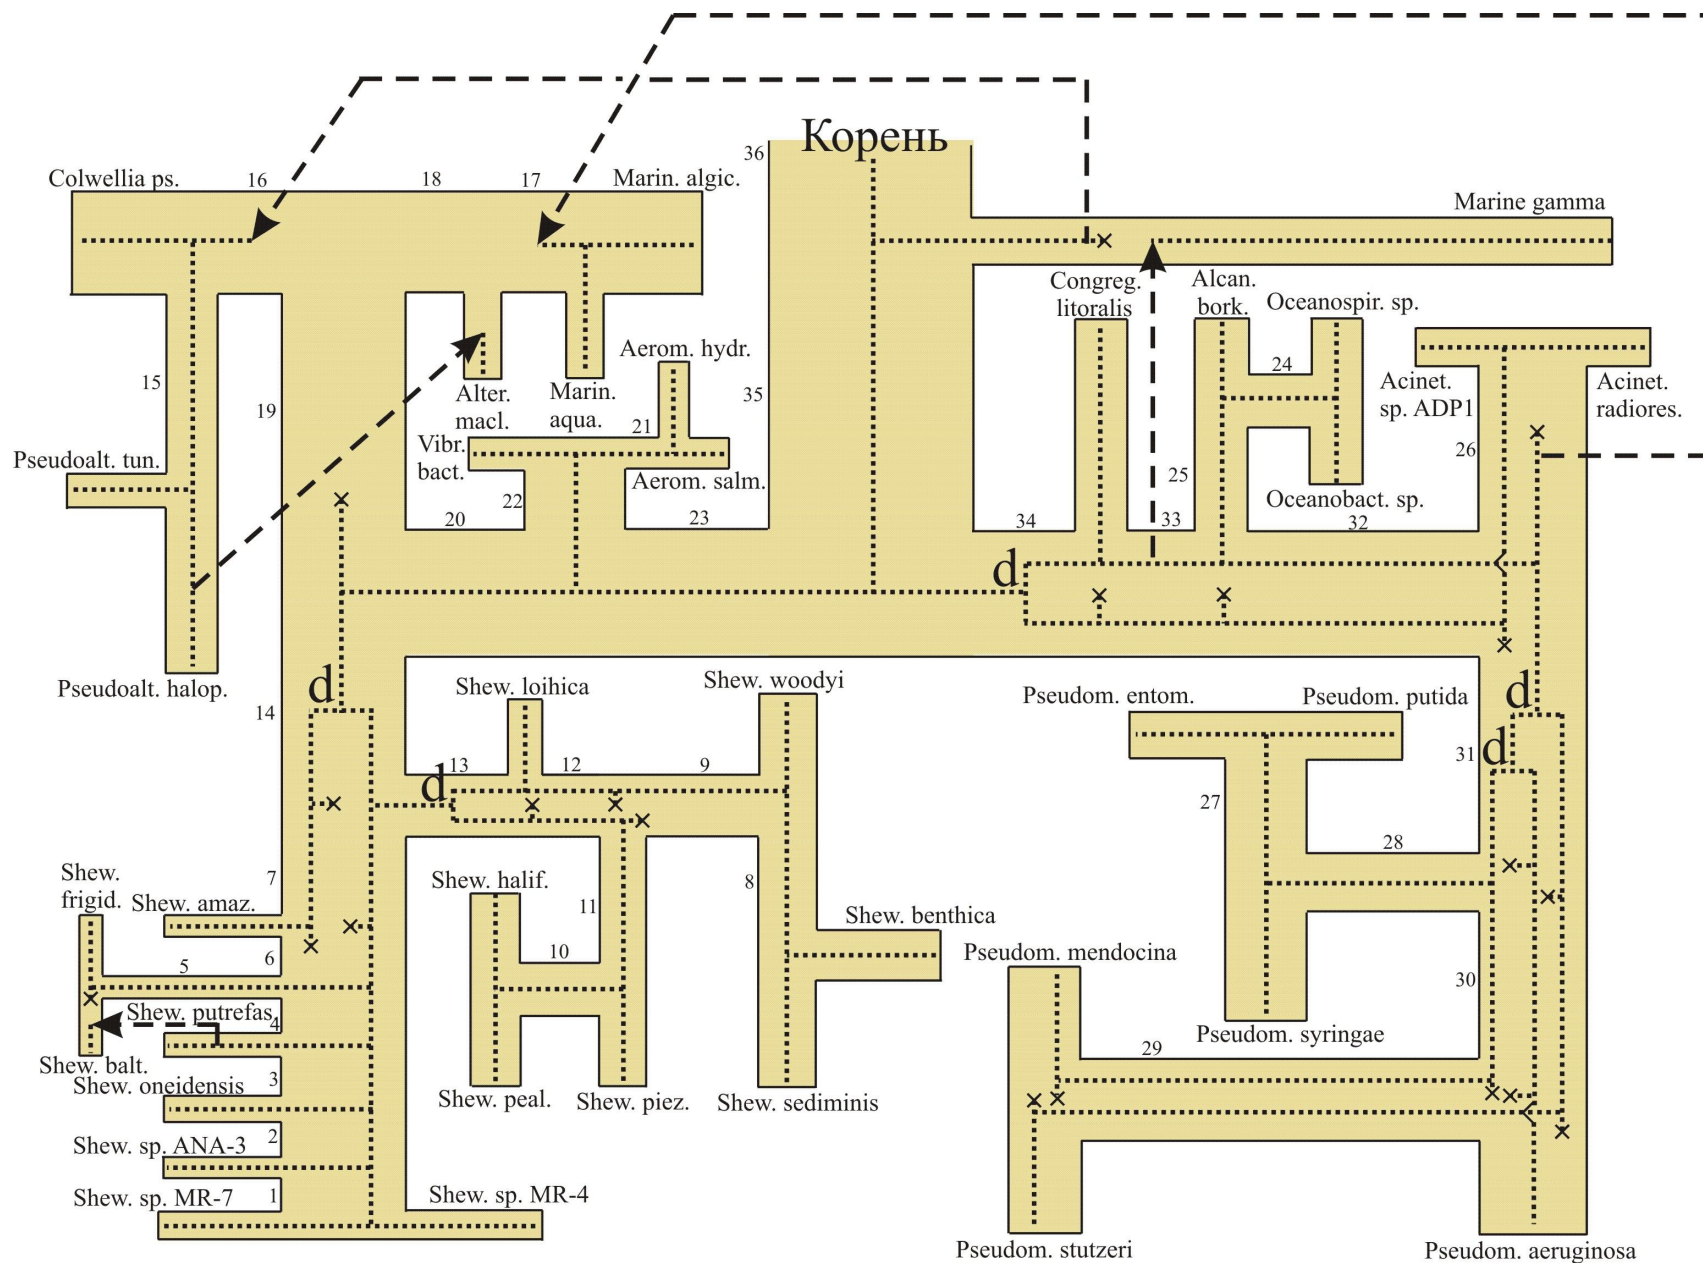 Корень
36
Colwellia ps.
16
18
17
Marin. algic.
Marine gamma
Congreg.
litoralis
Alcan.
bork.
Oceanospir. sp.
Aerom. hydr.
15
19
35
24
Alter.
macl.
Marin.
aqua.
Acinet.
sp. ADP1
Acinet.
radiores.
21
Vibr.
bact.
26
Pseudoalt. tun.
Aerom. salm.
25
Oceanobact. sp.
22
20
23
34
33
32
d
Pseudoalt. halop.
d
14
Shew. loihica
Shew. woodyi
Pseudom. entom.
Pseudom. putida
d
31
d
13
12
9
d
27
28
Shew.
frigid.
7
Shew. amaz.
Shew. halif.
11
8
Shew. benthica
6
5
10
Pseudom. mendocina
30
Shew. putrefas.
4
Shew. balt.
Pseudom. syringae
29
Shew. oneidensis
3
Shew. peal.
Shew. piez.
Shew. sediminis
Shew. sp. ANA-3
2
Shew. sp. MR-7
1
Shew. sp. MR-4
Pseudom. stutzeri
Pseudom. aeruginosa